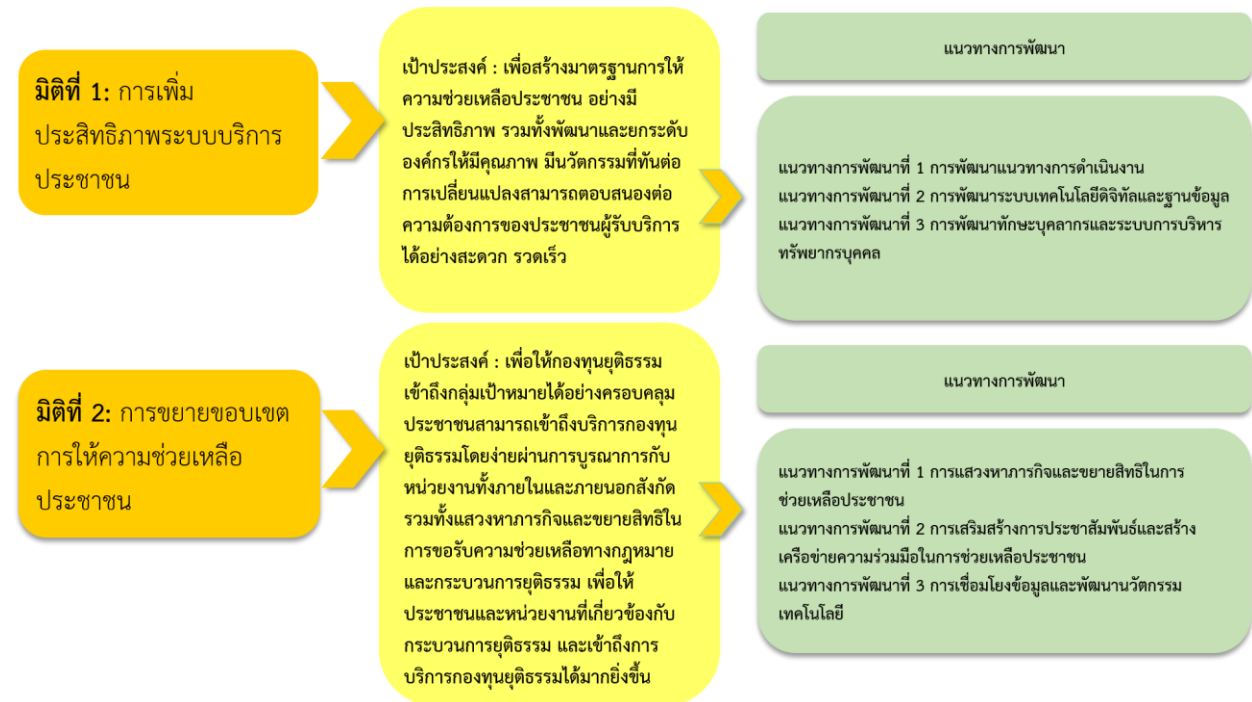 มิติที่ 1: การเพิ่ม
ประสิทธิภาพระบบบริการ
ประชาชน
เป้าประสงค์ : เพื่อสร้างมาตรฐานการให้
ความช่วยเหลือประชาชน อย่างมี
ประสิทธิภาพ รวมทั้งพัฒนาและยกระดับ
องค์กรให้มีคุณภาพ มีนวัตกรรมที่ทันต่อ
การเปลี่ยนแปลงสามารถตอบสนองต่อ
ความต้องการของประชาชนผู้รับบริการ
ได้อย่างสะดวก รวดเร็ว
แนวทางการพัฒนา
แนวทางการพัฒนาที่ 1 การพัฒนาแนวทางการดำเนินงาน
แนวทางการพัฒนาที่ 2 การพัฒนาระบบเทคโนโลยีดิจิทัลและฐานข้อมูล
แนวทางการพัฒนาที่ 3 การพัฒนาทักษะบุคลากรและระบบการบริหาร
ทรัพยากรบุคคล
มิติที่ 2: การขยายขอบเขต
การให้ความช่วยเหลือ
ประชาชน
เป้าประสงค์ : เพื่อให้กองทุนยุติธรรม
เข้าถึงกลุ่มเป้าหมายได้อย่างครอบคลุม
ประชาชนสามารถเข้าถึงบริการกองทุน
ยุติธรรมโดยง่ายผ่านการบูรณาการกับ
หน่วยงานทั้งภายในและภายนอกสังกัด
รวมทั้งแสวงหาภารกิจและขยายสิทธิใน
การขอรับความช่วยเหลือทางกฎหมาย
และกระบวนการยุติธรรม เพื่อให้
ประชาชนและหน่วยงานที่เกี่ยวข้องกับ
กระบวนการยุติธรรม และเข้าถึงการ
บริการกองทุนยุติธรรมได้มากยิ่งขึ้น
แนวทางการพัฒนา
แนวทางการพัฒนาที่ 1 การแสวงหาภารกิจและขยายสิทธิในการ
ช่วยเหลือประชาชน
แนวทางการพัฒนาที่ 2 การเสริมสร้างการประชาสัมพันธ์และสร้าง
เครือข่ายความร่วมมือในการช่วยเหลือประชาชน
แนวทางการพัฒนาที่ 3 การเชื่อมโยงข้อมูลและพัฒนานวัตกรรม
เทคโนโลยี